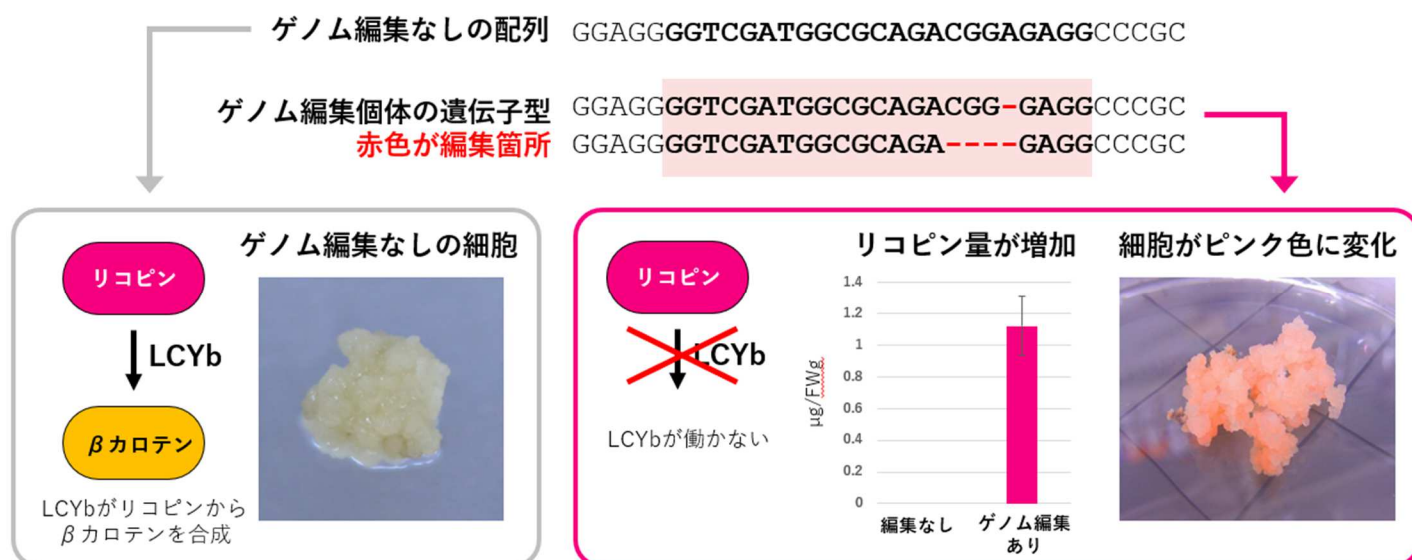 ゲノム編集なしの配列 GGAGGGGTCGATGGCGCAGACGGAGAGGCCCGC
ゲノム編集個体の遺伝子型 GGAGGGGTCGATGGCGCAGACGG-GAGGCCCGC
赤色が編集箇所 GGAGGGGTCGATGGCGCAGA----GAGGCCCGC
ゲノム編集なしの細胞
リコピン
LCYb
βカロテン
LCYbがリコピンから
βカロテンを合成
リコピン
LCYb
LCYbが働かない
リコピン量が増加
µg/FWg
1.4
1.2
1
0.8
0.6
0.4
0.2
0
編集なし
ゲノム編集
あり
細胞がピンク色に変化